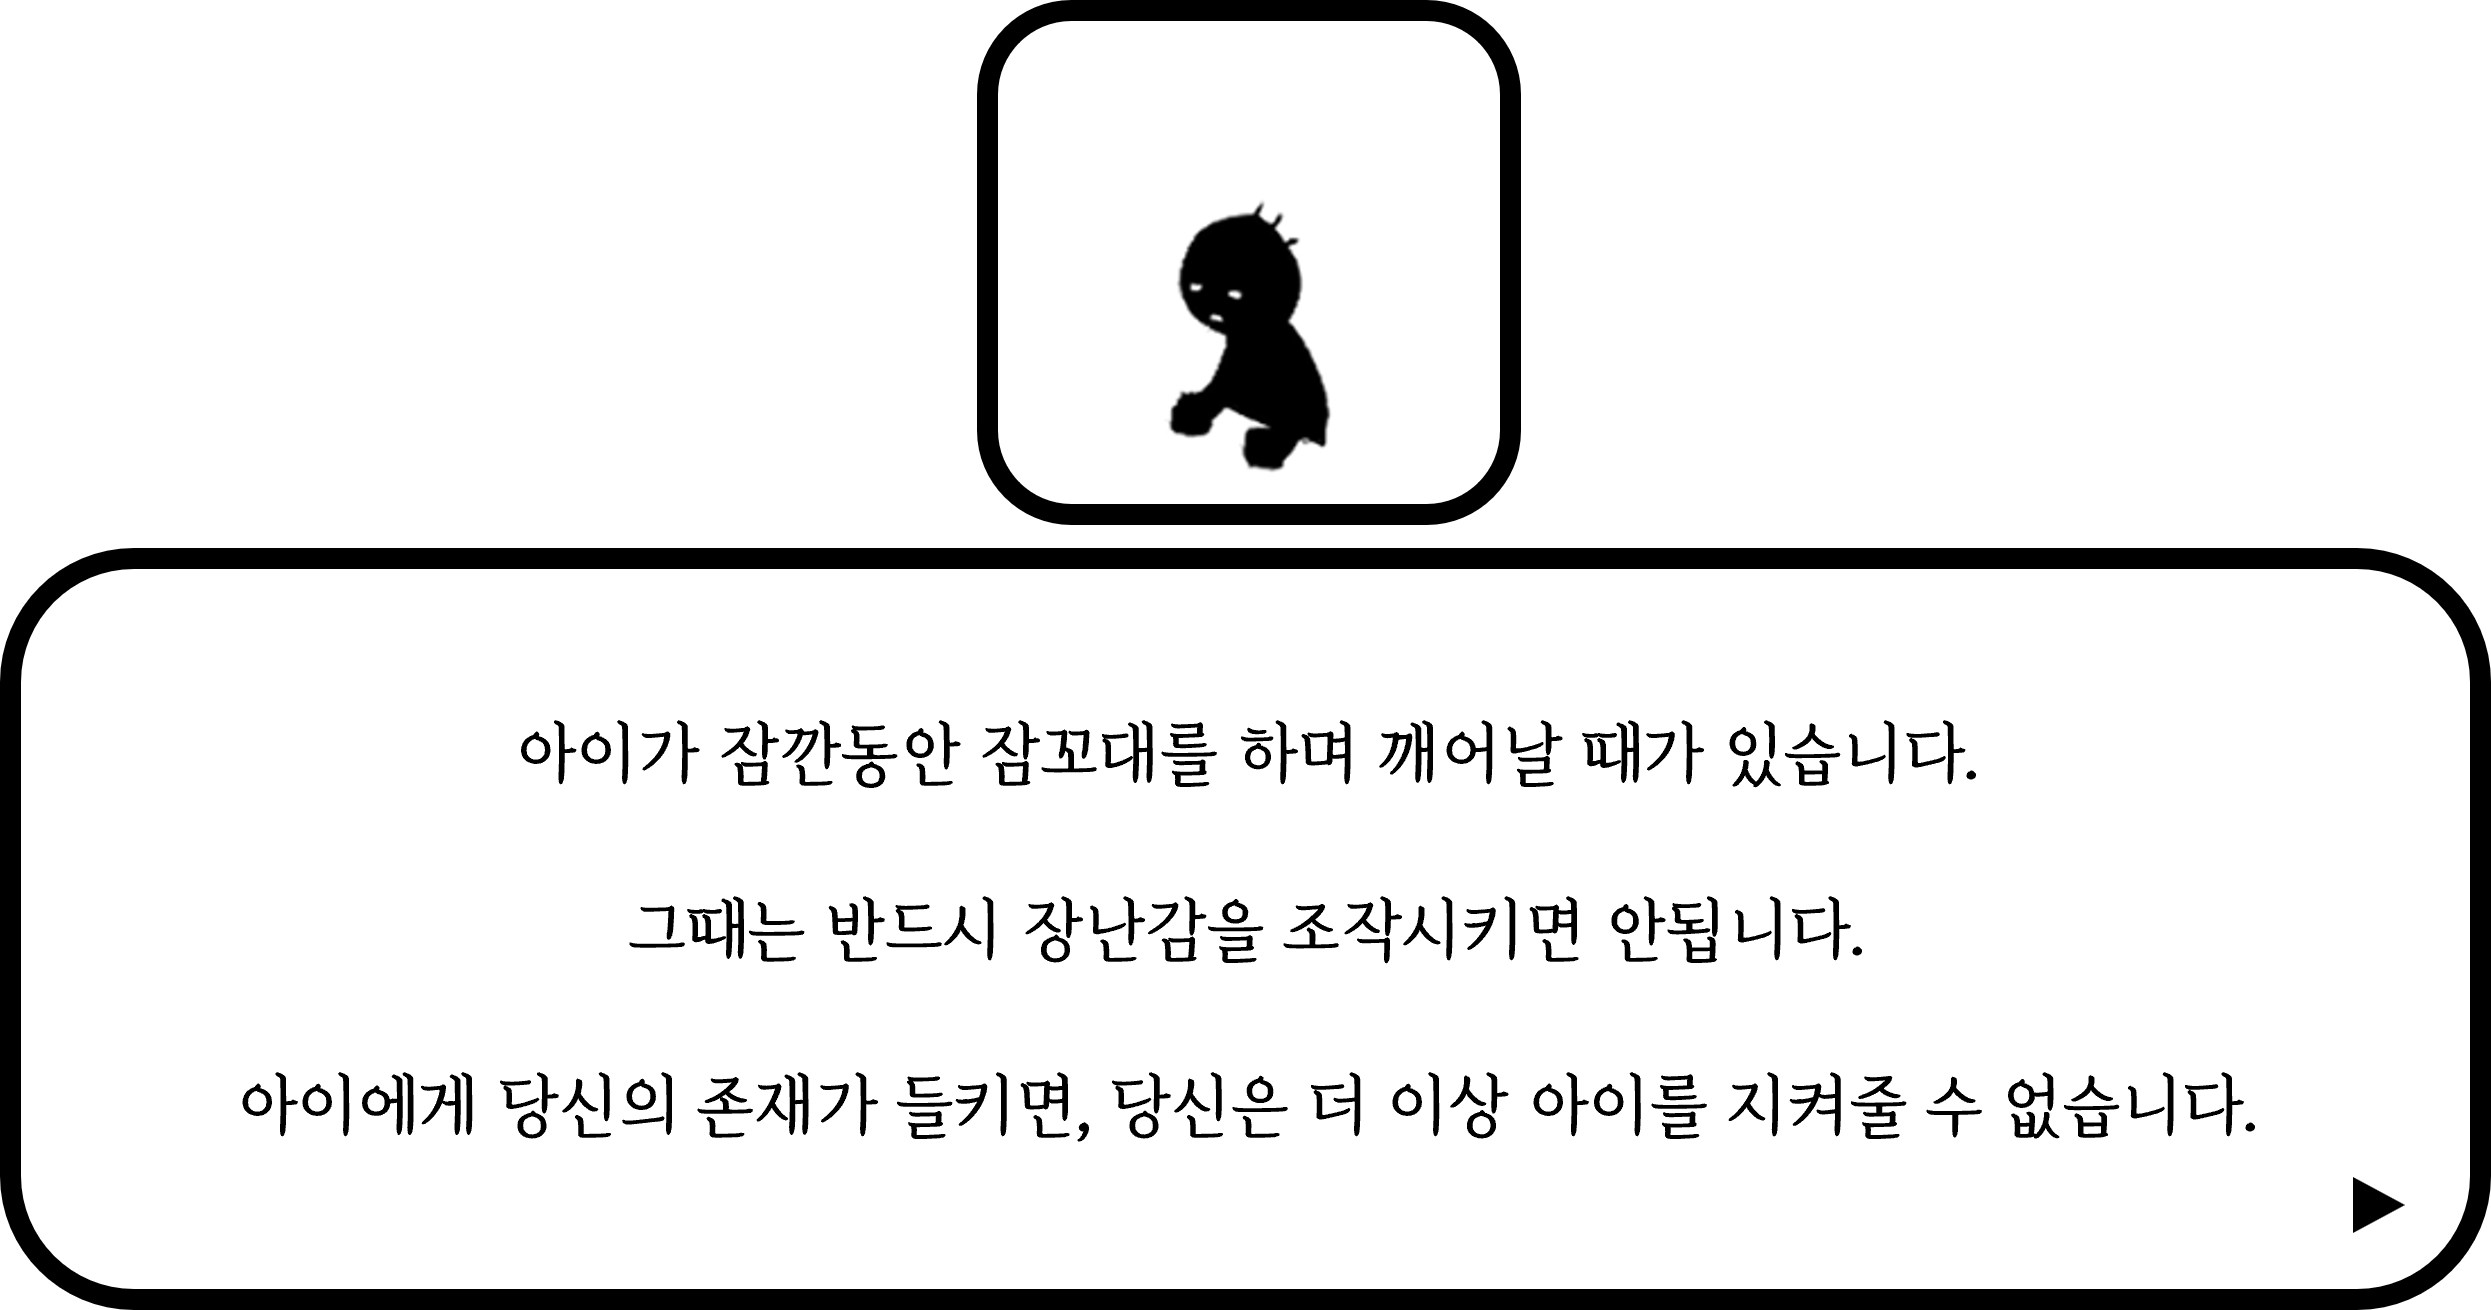 아이가 잠깐동안 잠꼬대를 하며 깨어날 때가 있습니다.
그때는 반드시 장난감을 조작시키면 안됩니다.
아이에게 당신의 존재가 들키면, 당신은 더 이상 아이를 지켜줄 수 없습니다.